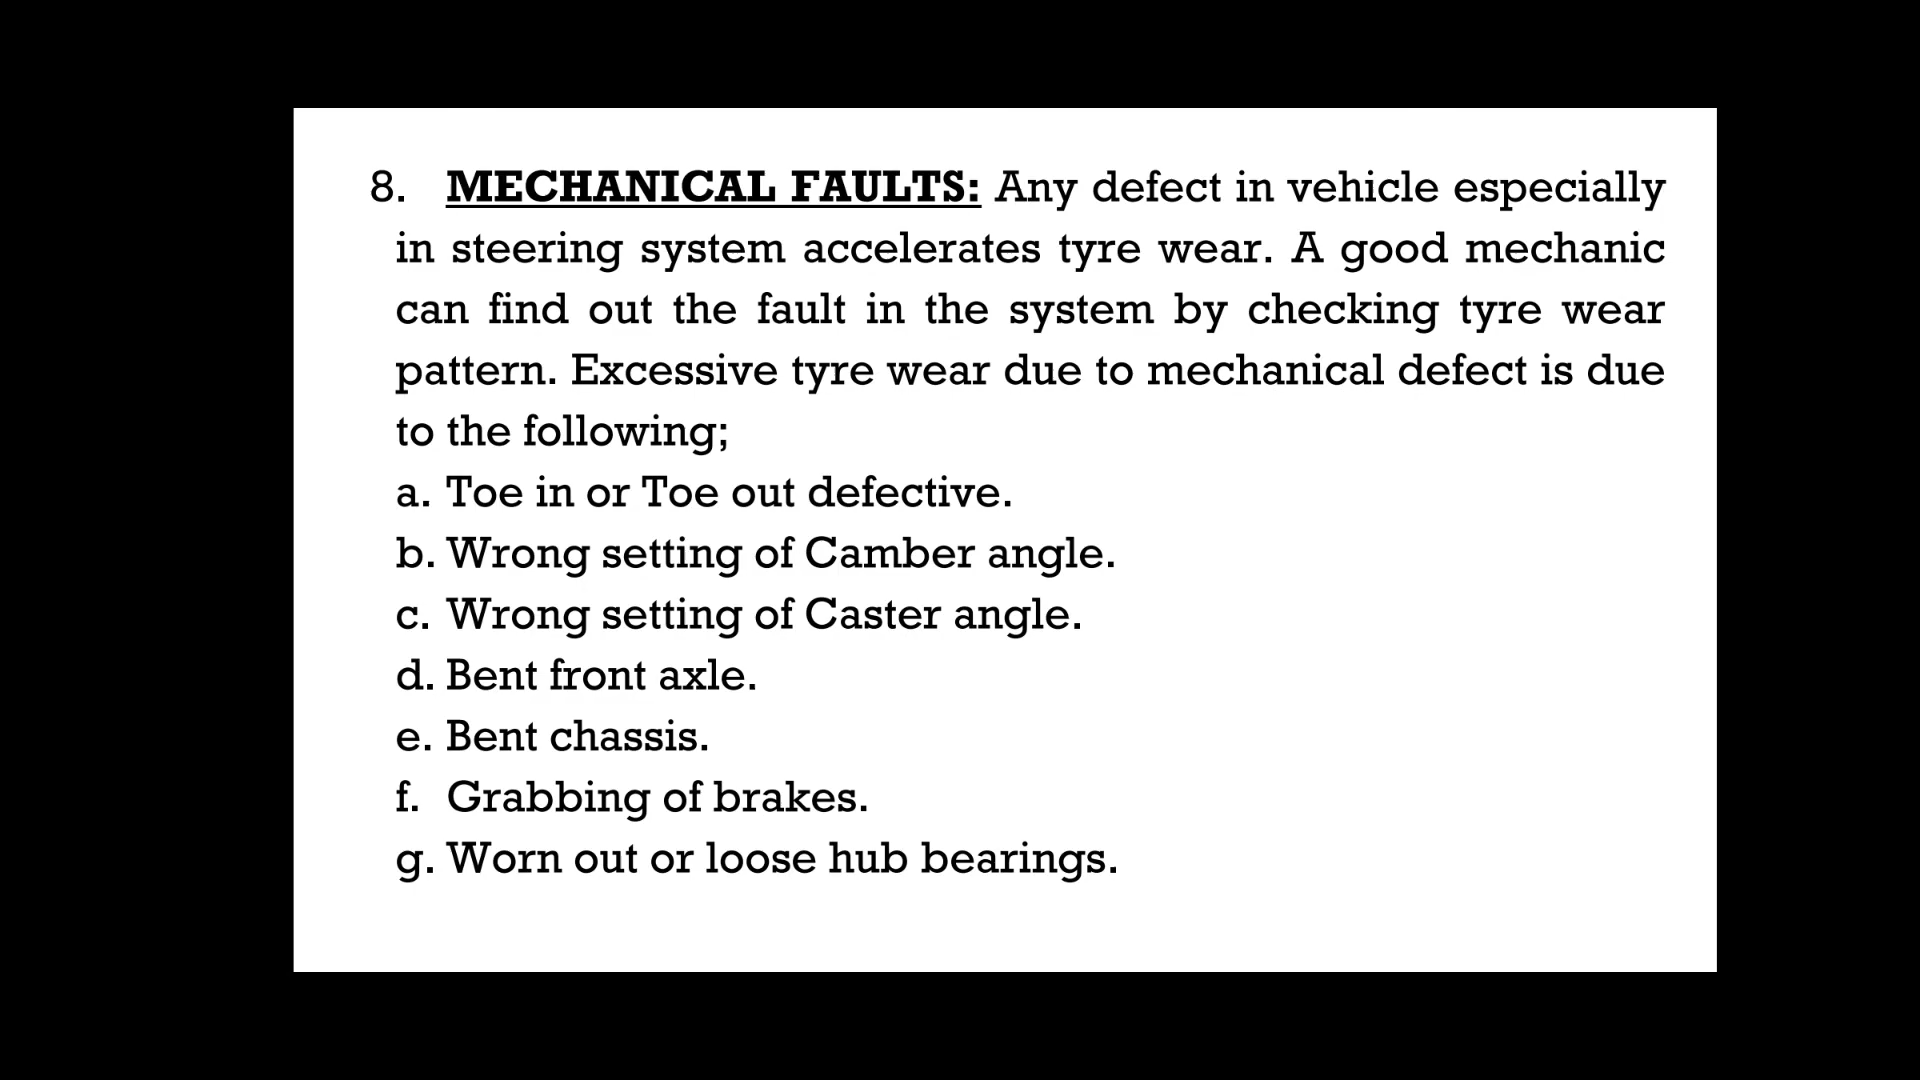 8. MECHANICAL FAULTS: Any defect in vehicle especially
in steering system accelerates tyre wear. A good mechanic
can find out the fault in the system by checking tyre wear
pattern. Excessive tyre wear due to mechanical defect is due
to the following;
a. Toe in or Toe out defective.
b. Wrong setting of Camber angle.
c. Wrong setting of Caster angle.
d. Bent front axle.
e. Bent chassis.
f. Grabbing of brakes.
g. Worn out or loose hub bearings.